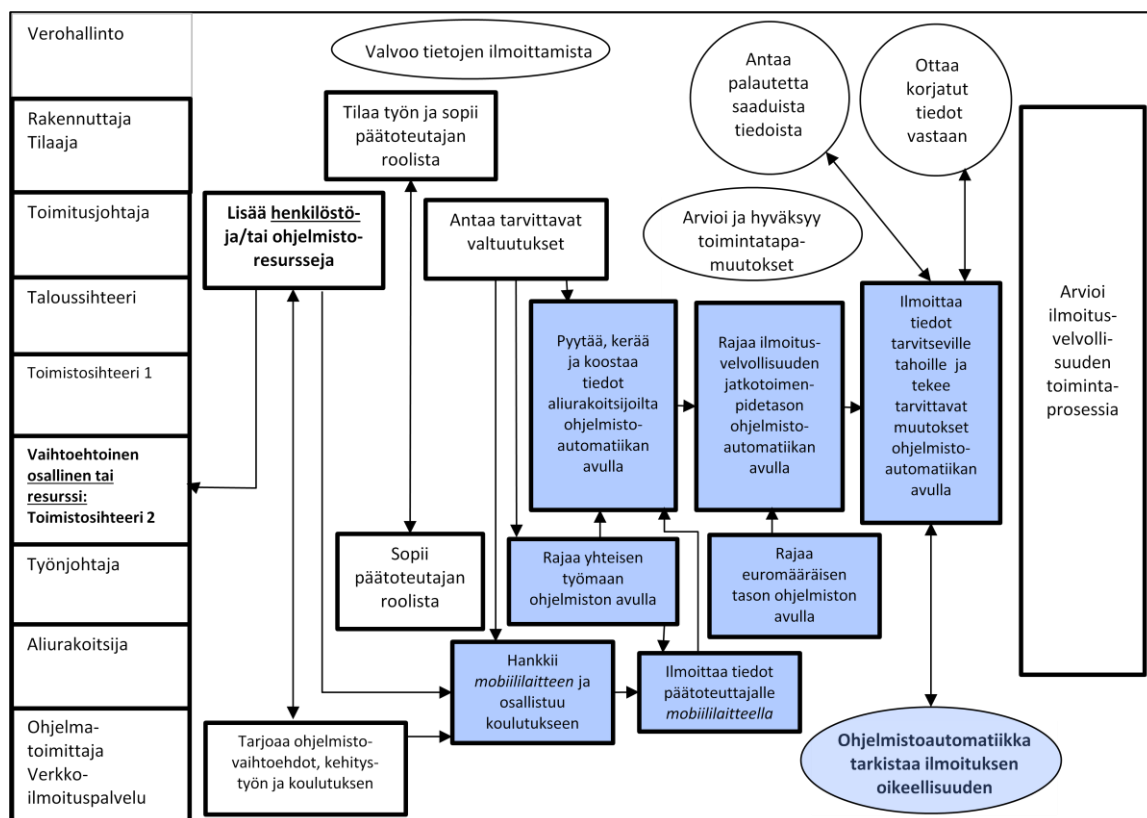 Verohallinto
Rakennuttaja
Tilaaja
Toimitusjohtaja
Taloussihteeri
Toimistosihteeri 1
Vaihtoehtoinen
osallinen tai
resurssi:
Toimistosihteeri 2
Työnjohtaja
Aliurakoitsija
Ohjelma-
toimittaja
Verkko-
ilmoituspalvelu
Valvoo tietojen ilmoittamista
Antaa
palautetta
saaduista
tiedoista
Ottaa
korjatut
tiedot
vastaan
Tilaa työn ja sopii
päätoteutajan
roolista
Lisää henkilöstö-
ja/tai ohjelmisto-
resursseja
Antaa tarvittavat
valtuutukset
Arvioi ja hyväksyy
toimintatapa-
muutokset
Pyytää, kerää
ja koostaa
tiedot
aliurakoitsijoilta
ohjelmisto-
automatiikan
avulla
Rajaa ilmoitus-
velvollisuuden
jatkotoimen-
pidetason
ohjelmisto-
automatiikan
avulla
Ilmoittaa
tiedot
tarvitseville
tahoille ja
tekee
tarvittavat
muutokset
ohjelmisto-
automatiikan
avulla
Arvioi
ilmoitus-
velvolli-
suuden
toiminta-
prosessia
Sopii
päätoteutajan
roolista
Rajaa yhteisen
työmaan
ohjelmiston avulla
Rajaa
euromääräisen
tason ohjelmiston
avulla
Hankkii
mobiililaitteen ja
osallistuu
koulutukseen
Ilmoittaa tiedot
päätoteuttajalle
mobiililaitteella
Tarjoaa ohjelmisto-
vaihtoehdot, kehitys-
työn ja koulutuksen
Ohjelmistoautomatiikka
tarkistaa ilmoituksen
oikeellisuuden